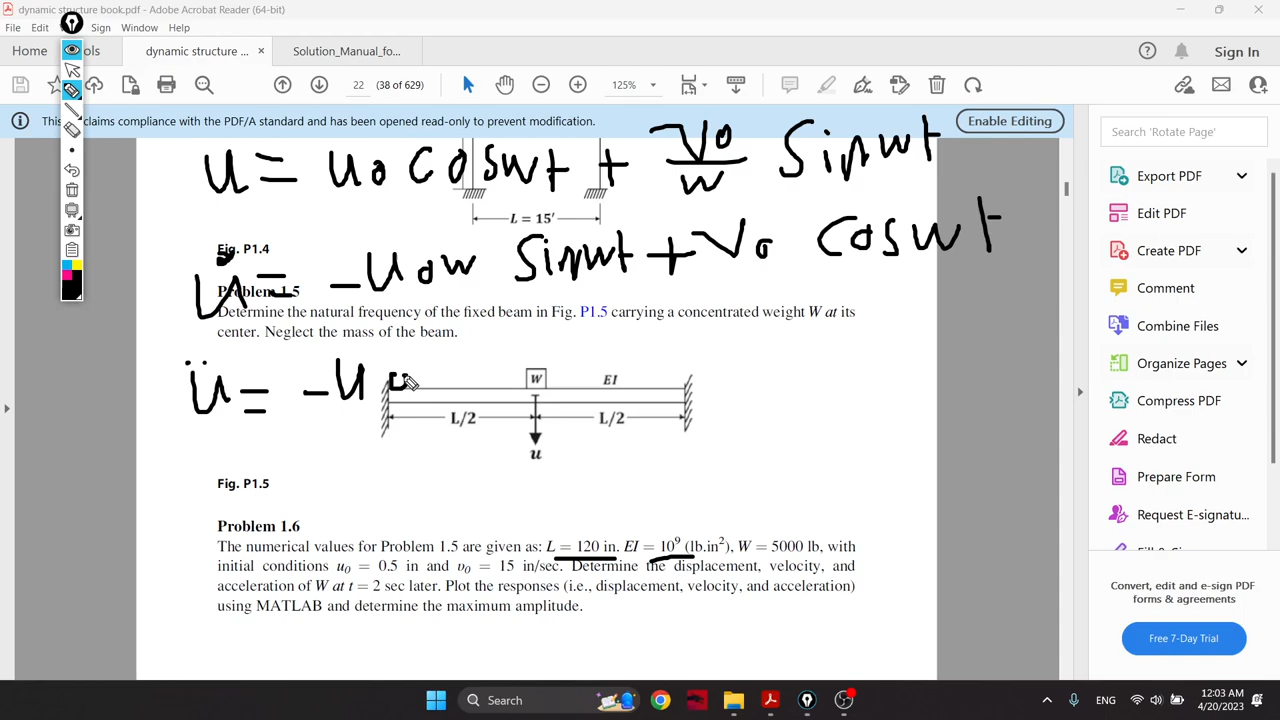 dynamic structure book.pdf - Adobe Acrobat Reader (64-bit)
File Edit Sign Window Help
Home ols dynamic structure ... × Solution_Manual_fo... Sign In
22 (38 of 629) 125%
claims compliance with the PDF/A standard and has been opened read-only to prevent modification. Enable Editing
u = u0 cos wt + V0/w Sin wt
L = 15'
Fig. P1.4
u̇ = -u0w Sin wt + V0 Cos wt
Problem 1.5
Determine the natural frequency of the fixed beam in Fig. P1.5 carrying a concentrated weight W at its
center. Neglect the mass of the beam.
ü = -u0
W EI
L/2 L/2
u
Fig. P1.5
Problem 1.6
The numerical values for Problem 1.5 are given as: L = 120 in. EI = 10⁹ (lb.in²), W = 5000 lb, with
initial conditions u₀ = 0.5 in and υ₀ = 15 in/sec. Determine the displacement, velocity, and
acceleration of W at t = 2 sec later. Plot the responses (i.e., displacement, velocity, and acceleration)
using MATLAB and determine the maximum amplitude.
Search 'Rotate Page'
Export PDF
Edit PDF
Create PDF
Comment
Combine Files
Organize Pages
Compress PDF
Redact
Prepare Form
Request E-signatu...
Fill & Sign
Convert, edit and e-sign PDF
forms & agreements
Free 7-Day Trial
Search
ENG
12:03 AM
4/20/2023